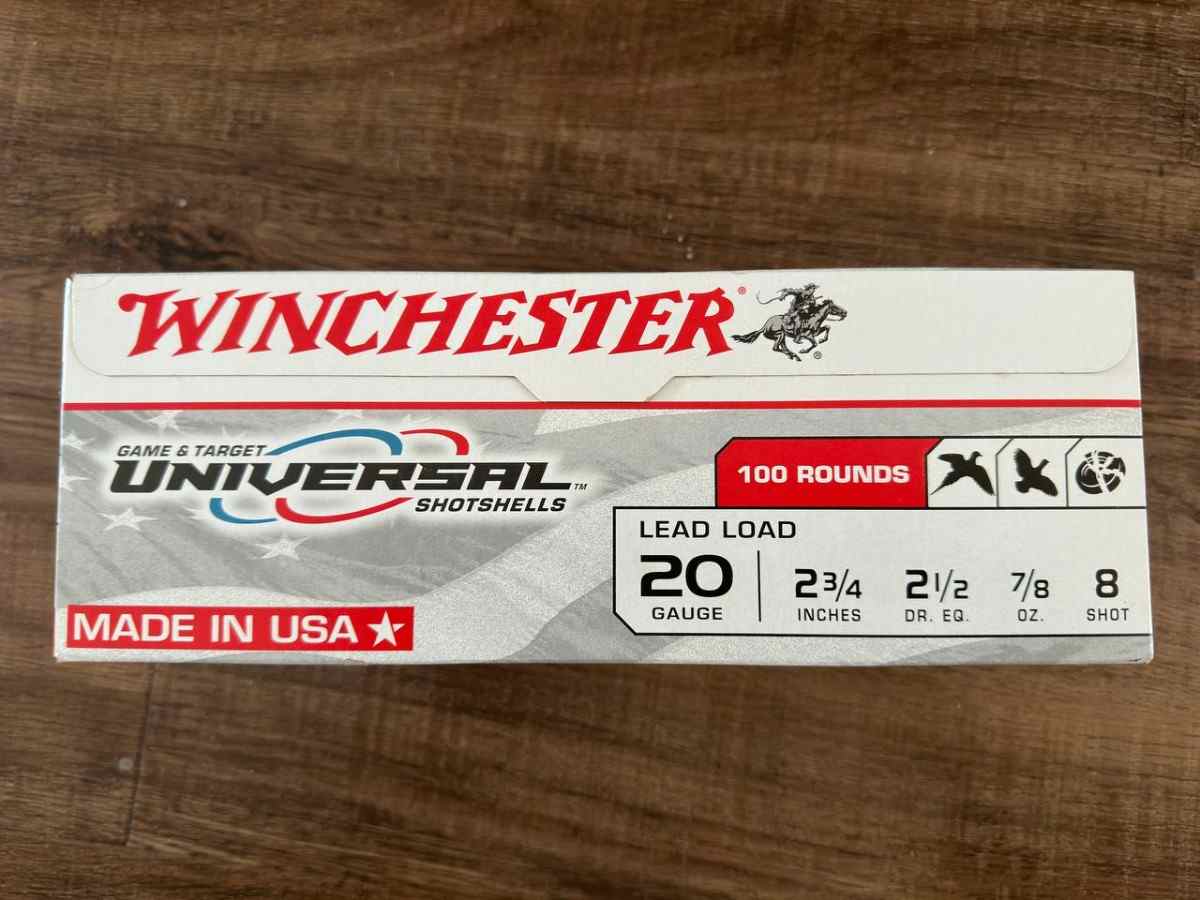 WINCHESTER®
®
GAME & TARGET
UNIVERSAL™
SHOTSHELLS
MADE IN USA
100 ROUNDS
LEAD LOAD
20 2 3/4 2 1/2 7/8 8
GAUGE INCHES DR. EQ. OZ. SHOT